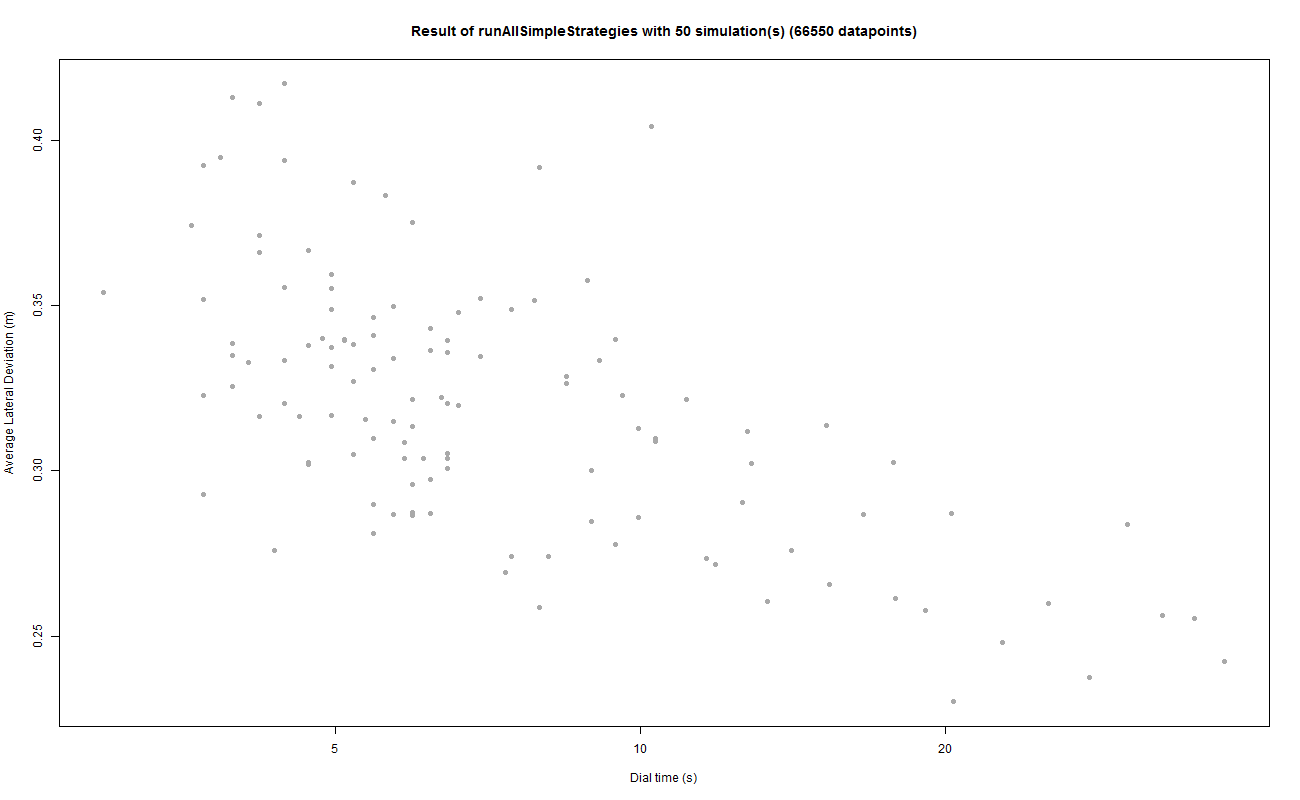 Result of runAllSimpleStrategies with 50 simulation(s) (66550 datapoints)
Average Lateral Deviation (m)
0.40
0.35
0.30
0.25
5 10 20
Dial time (s)